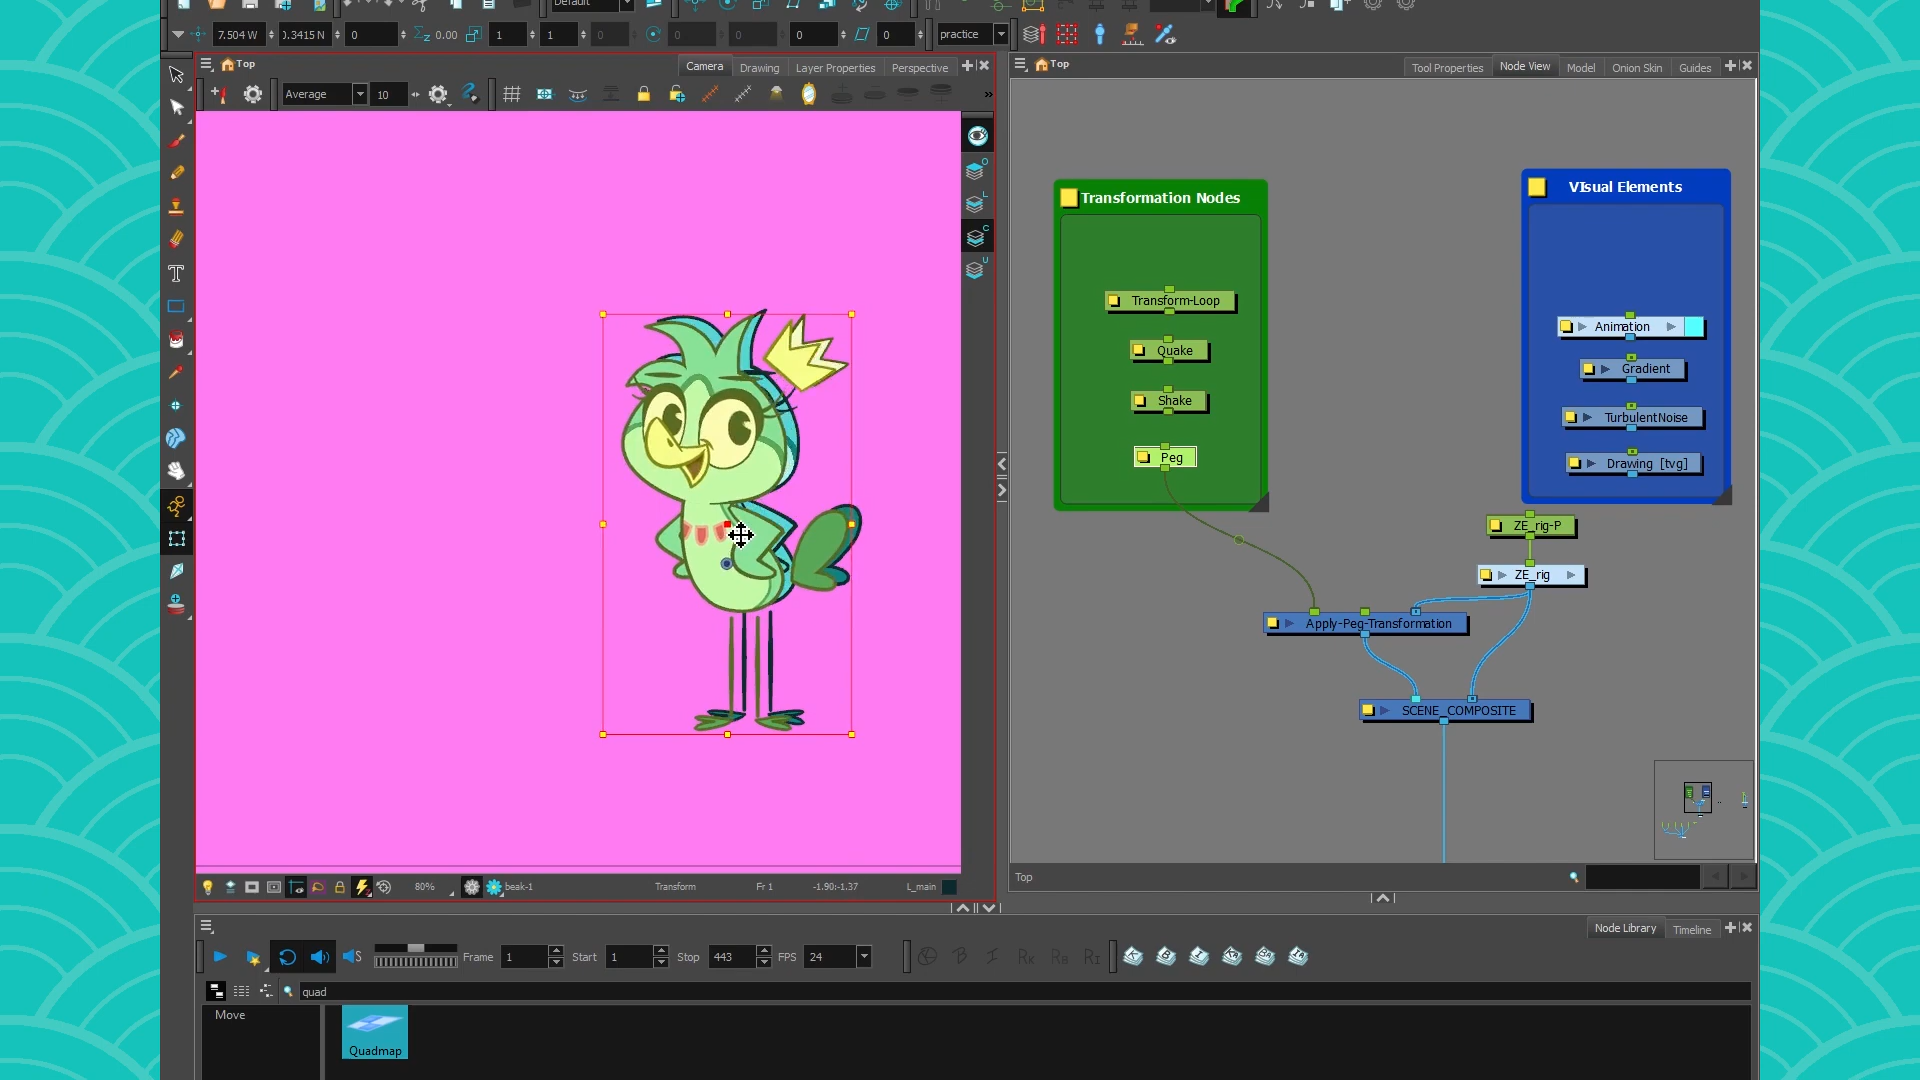 Default
7.504 W
0.3415 N
0
0.00
1
1
0
0
0
0
0
practice
Top
Camera
Drawing
Layer Properties
Perspective
Top
Tool Properties
Node View
Model
Onion Skin
Guides
Average
10
»
O
L
C
U
T
Transformation Nodes
Transform-Loop
Quake
Shake
Peg
VIsual Elements
Animation
Gradient
TurbulentNoise
Drawing [tvg]
ZE_rig-P
ZE_rig
Apply-Peg-Transformation
SCENE_COMPOSITE
80%
beak-1
Transform
Fr 1
-1.90:-1.37
L_main
Top
Node Library
Timeline
Frame
1
Start
1
Stop
443
FPS
24
quad
Move
Quadmap